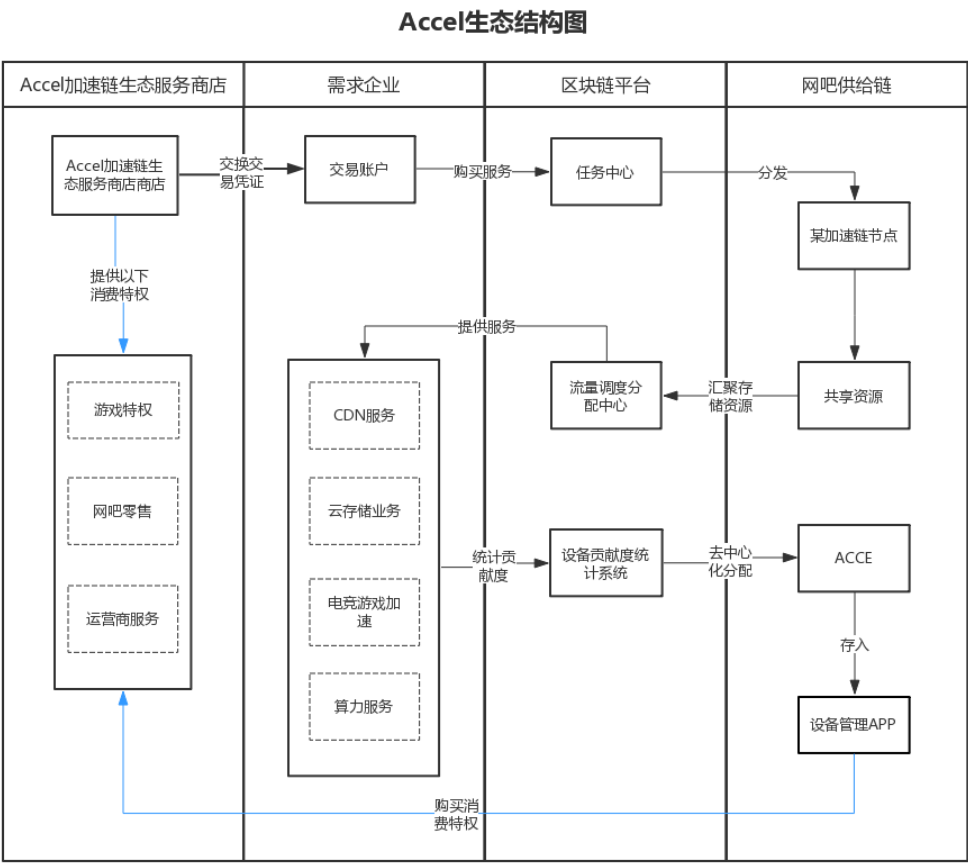 Accel生态结构图
Accel加速链生态服务商店
需求企业
区块链平台
网吧供给链
Accel加速链生
态服务商店商店
交换交
易凭证
交易账户
购买服务
任务中心
分发
某加速链节点
提供以下
消费特权
提供服务
流量调度分
配中心
汇聚存
储资源
共享资源
游戏特权
网吧零售
运营商服务
CDN服务
云存储业务
电竞游戏加
速
算力服务
统计贡
献度
设备贡献度统
计系统
去中心
化分配
ACCE
存入
设备管理APP
购买消
费特权